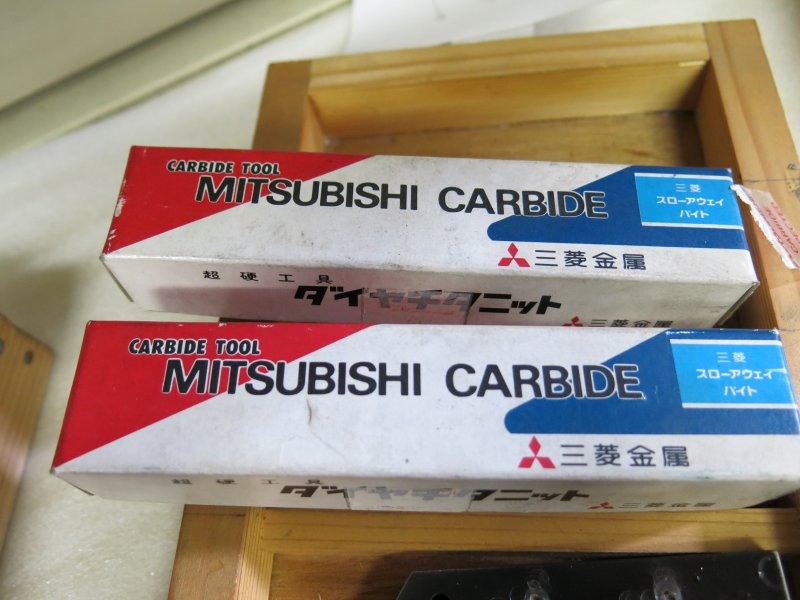 CARBIDE TOOL
MITSUBISHI CARBIDE
三菱
スローアウェイ
バイト
三菱金属
超硬工具
ダイヤチタニット
三菱金属
CARBIDE TOOL
MITSUBISHI CARBIDE
三菱
スローアウェイ
バイト
三菱金属
超硬工具
ダイヤチタニット
三菱金属